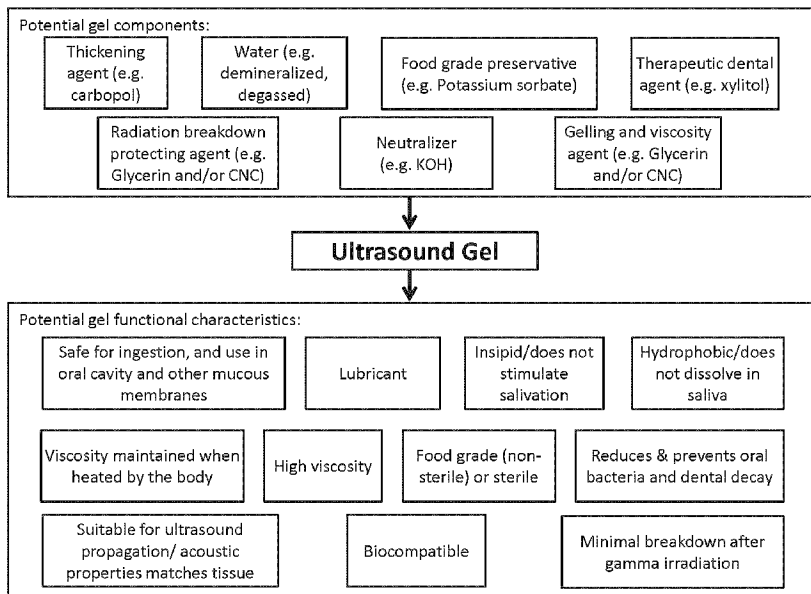 Potential gel components:
Thickening
agent (e.g.
carbopol)
Water (e.g.
demineralized,
degassed)
Food grade preservative
(e.g. Potassium sorbate)
Therapeutic dental
agent (e.g. xylitol)
Radiation breakdown
protecting agent (e.g.
Glycerin and/or CNC)
Neutralizer
(e.g. KOH)
Gelling and viscosity
agent (e.g. Glycerin
and/or CNC)
Ultrasound Gel
Potential gel functional characteristics:
Safe for ingestion, and use in
oral cavity and other mucous
membranes
Lubricant
Insipid/does not
stimulate
salivation
Hydrophobic/does
not dissolve in
saliva
Viscosity maintained when
heated by the body
High viscosity
Food grade (non-
sterile) or sterile
Reduces & prevents oral
bacteria and dental decay
Suitable for ultrasound
propagation/ acoustic
properties matches tissue
Biocompatible
Minimal breakdown after
gamma irradiation